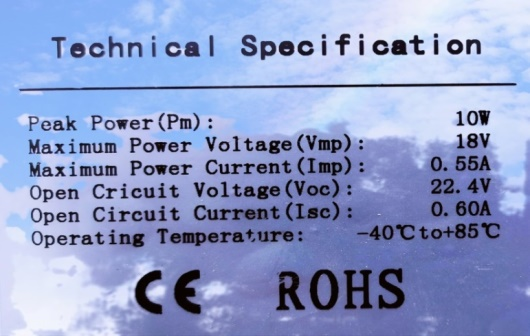 Technical Specification
Peak Power(Pm): 10W
Maximum Power Voltage(Vmp): 18V
Maximum Power Current(Imp): 0.55A
Open Cricuit Voltage(Voc): 22.4V
Open Circuit Current(Isc): 0.60A
Operating Temperature: -40℃to+85℃
CE ROHS